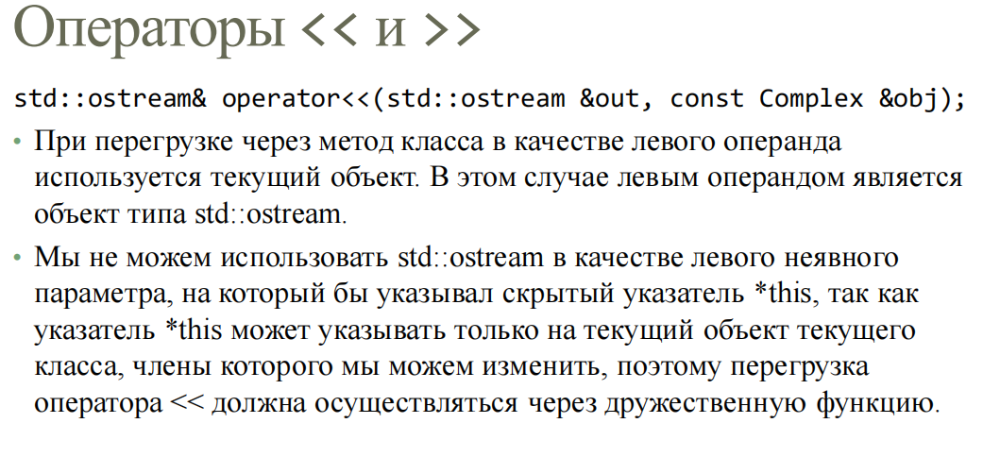 Операторы << и >>
std::ostream& operator<<(std::ostream &out, const Complex &obj);
• При перегрузке через метод класса в качестве левого операнда
используется текущий объект. В этом случае левым операндом является
объект типа std::ostream.
• Мы не можем использовать std::ostream в качестве левого неявного
параметра, на который бы указывал скрытый указатель *this, так как
указатель *this может указывать только на текущий объект текущего
класса, члены которого мы можем изменить, поэтому перегрузка
оператора << должна осуществляться через дружественную функцию.